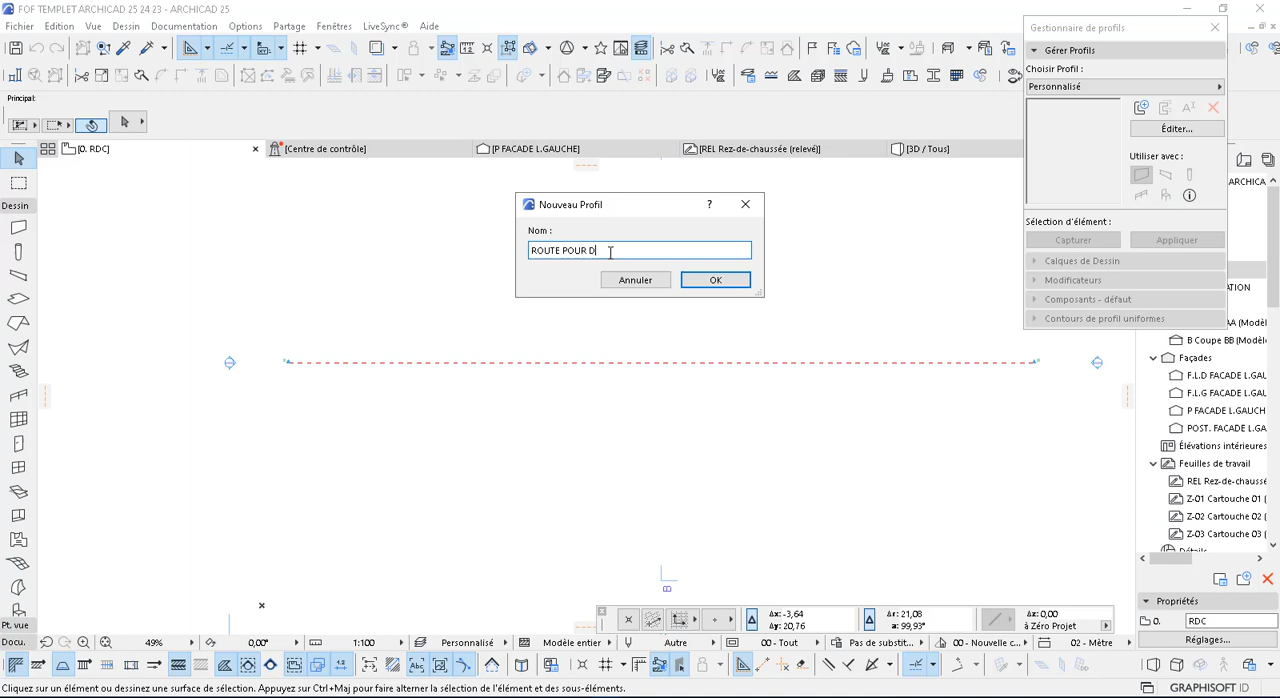 FOF TEMPLET ARCHICAD 25 24 23 - ARCHICAD 25
Fichier Edition Vue Dessin Documentation Options Partage Fenêtres LiveSync® Aide
Principal:
[0. RDC]
[Centre de contrôle]
[P FACADE L.GAUCHE]
[REL Rez-de-chaussée (relevé)]
[3D / Tous]
Gestionnaire de profils
Gérer Profils
Choisir Profil :
Personnalisé
Éditer...
Utiliser avec :
Sélection d'élément :
Capturer
Appliquer
Calques de Dessin
Modificateurs
Composants - défaut
Contours de profil uniformes
Nouveau Profil
?
Nom :
ROUTE POUR D
Annuler
OK
Dessin
Pt. vue
Docu.
ARCHICA
ATION
AA (Modèl
B Coupe BB (Modèl
Façades
F.L.D FACADE L.GAU
F.L.G FACADE L.GAU
P FACADE L.GAUCH
POST. FACADE L.GAU
Élévations intérieures
Feuilles de travail
REL Rez-de-chaussé
Z-01 Cartouche 01 (
Z-02 Cartouche 02 (
Z-03 Cartouche 03 (
Détails
Propriétés
0.
RDC
Réglages...
B
Δx: -3,64
Δy: 20,76
Δr: 21,08
a: 99,93°
Δz: 0,00
à Zéro Projet
49%
0,00°
1:100
Personnalisé
Modèle entier
Autre
00 - Tout
Pas de substit...
00 - Nouvelle c...
02 - Mètre
Cliquez sur un élément ou dessinez une surface de sélection. Appuyez sur Ctrl+Maj pour faire alterner la sélection de l'élément et des sous-éléments.
GRAPHISOFT ID